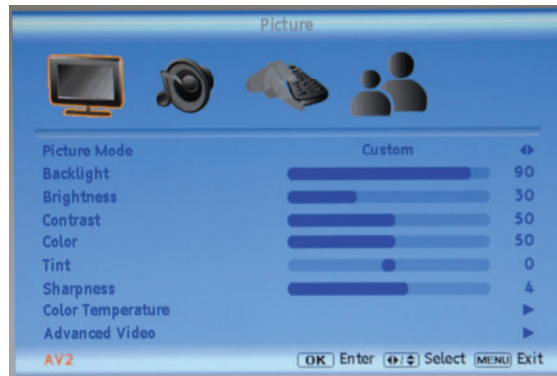 Picture
Picture Mode Custom
Backlight 90
Brightness 30
Contrast 50
Color 50
Tint 0
Sharpness 4
Color Temperature
Advanced Video
AV2 OK Enter Select MENU Exit